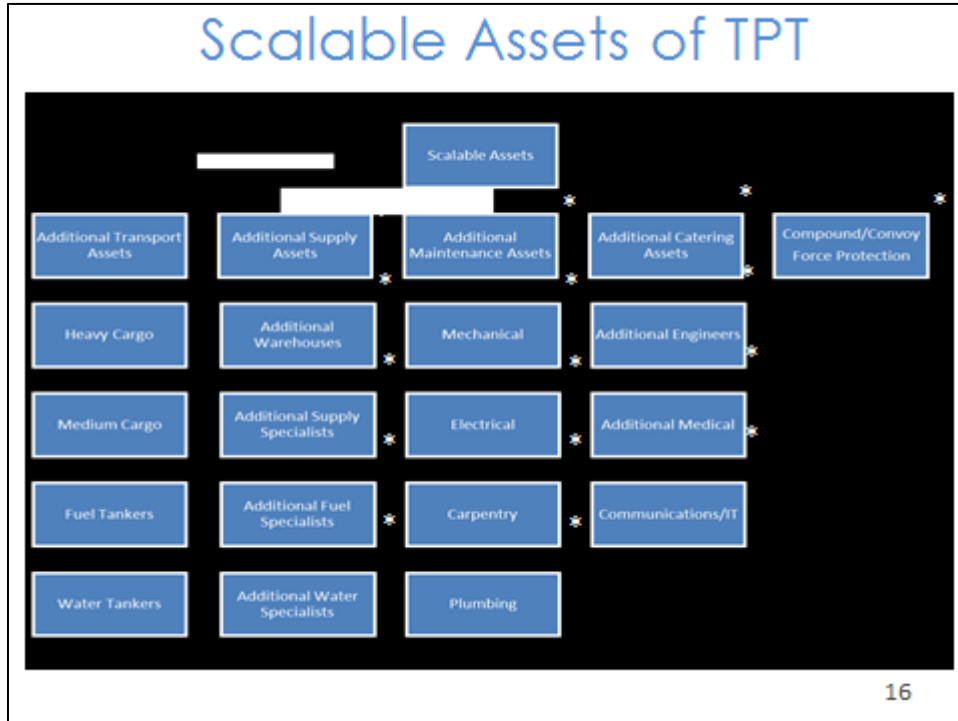 Scalable Assets of TPT
Scalable Assets
*
*
*
Additional Transport
Assets
Additional Supply
Assets
Additional
Maintenance Assets
Additional Catering
Assets
Compound/Convoy
Force Protection
*
*
*
Heavy Cargo
Additional
Warehouses
Mechanical
Additional Engineers
*
*
*
Medium Cargo
Additional Supply
Specialists
Electrical
Additional Medical
*
*
*
Fuel Tankers
Additional Fuel
Specialists
Carpentry
Communications/IT
*
*
Water Tankers
Additional Water
Specialists
Plumbing
16